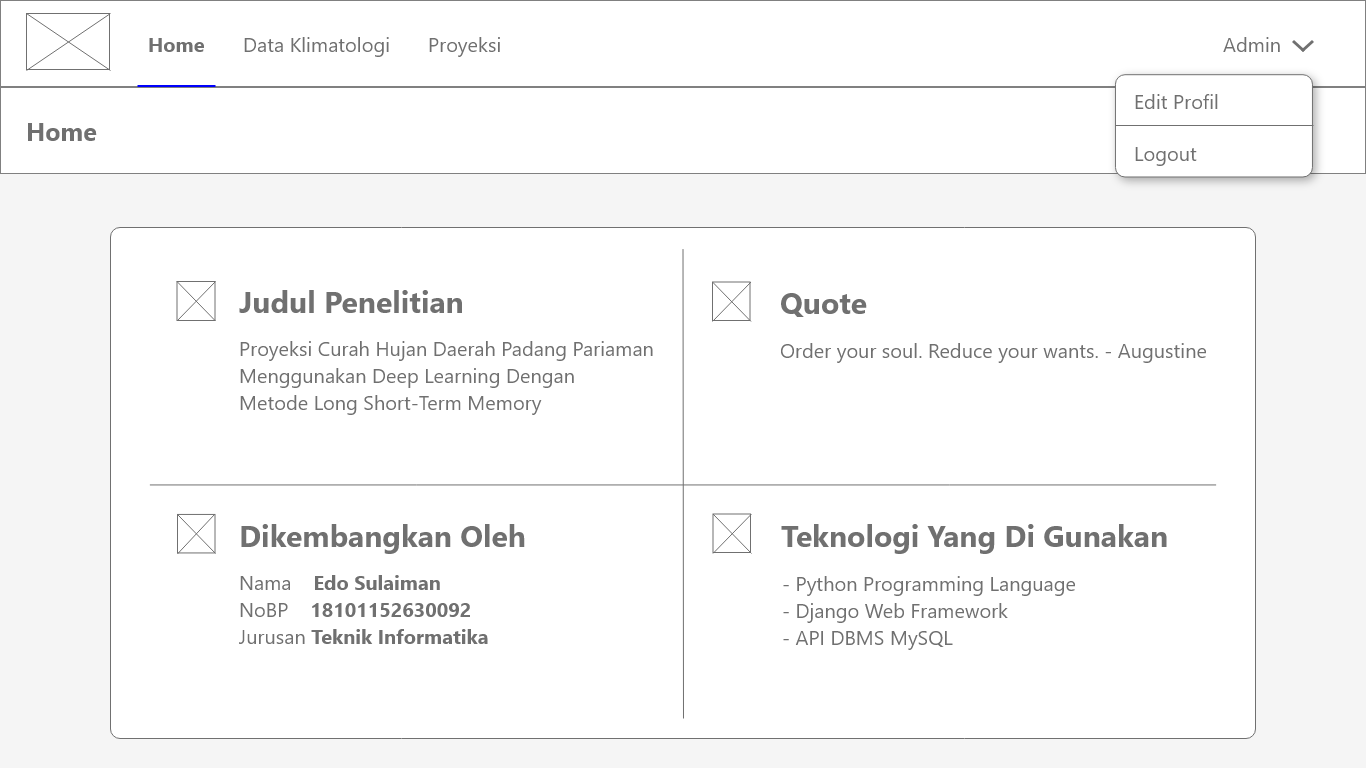 Home
Data Klimatologi
Proyeksi
Admin
Edit Profil
Logout
Home
Judul Penelitian
Proyeksi Curah Hujan Daerah Padang Pariaman
Menggunakan Deep Learning Dengan
Metode Long Short-Term Memory
Quote
Order your soul. Reduce your wants. - Augustine
Dikembangkan Oleh
Nama Edo Sulaiman
NoBP 18101152630092
Jurusan Teknik Informatika
Teknologi Yang Di Gunakan
- Python Programming Language
- Django Web Framework
- API DBMS MySQL